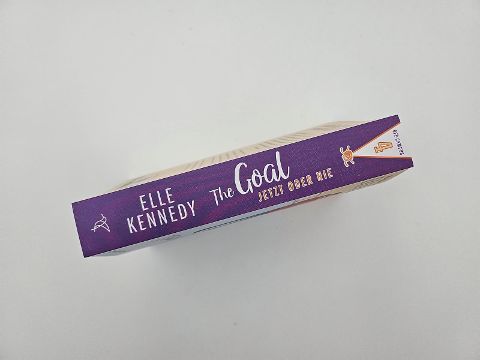 ELLE
KENNEDY
The Goal
JETZT ODER NIE